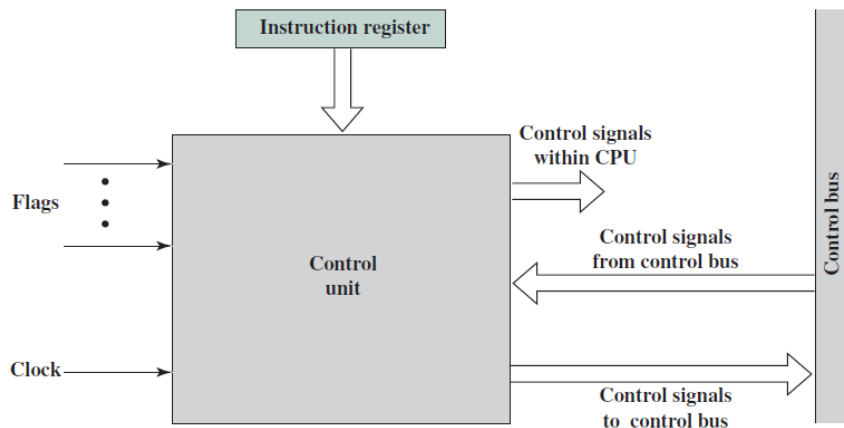 Instruction register
Control signals
within CPU
Flags
Control signals
from control bus
Control
unit
Control bus
Clock
Control signals
to control bus